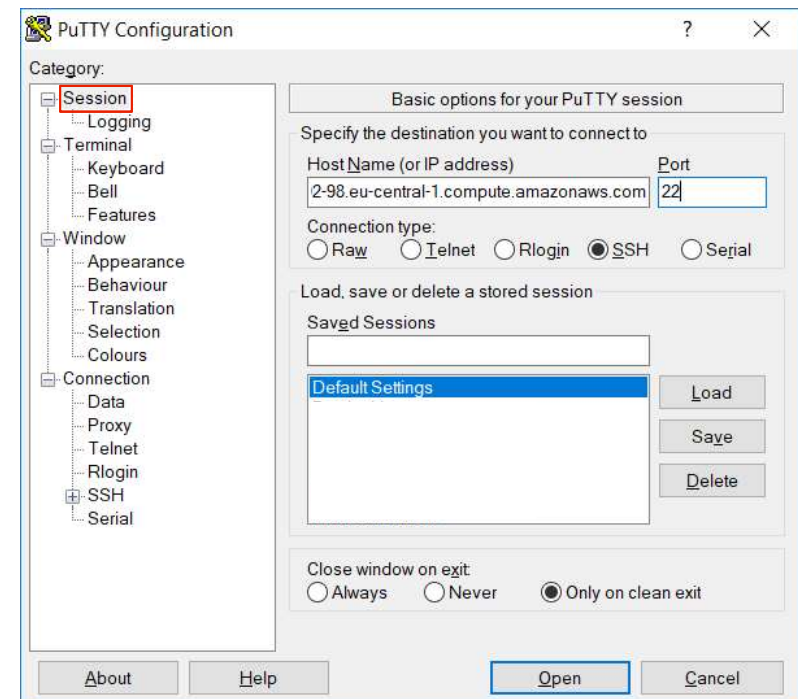 PuTTY Configuration ? X
Category:
Session
Logging
Terminal
Keyboard
Bell
Features
Window
Appearance
Behaviour
Translation
Selection
Colours
Connection
Data
Proxy
Telnet
Rlogin
SSH
Serial
Basic options for your PuTTY session
Specify the destination you want to connect to
Host Name (or IP address) Port
2-98.eu-central-1.compute.amazonaws.com 22
Connection type:
Raw Telnet Rlogin SSH Serial
Load, save or delete a stored session
Saved Sessions
Default Settings
Load
Save
Delete
Close window on exit:
Always Never Only on clean exit
About Help Open Cancel